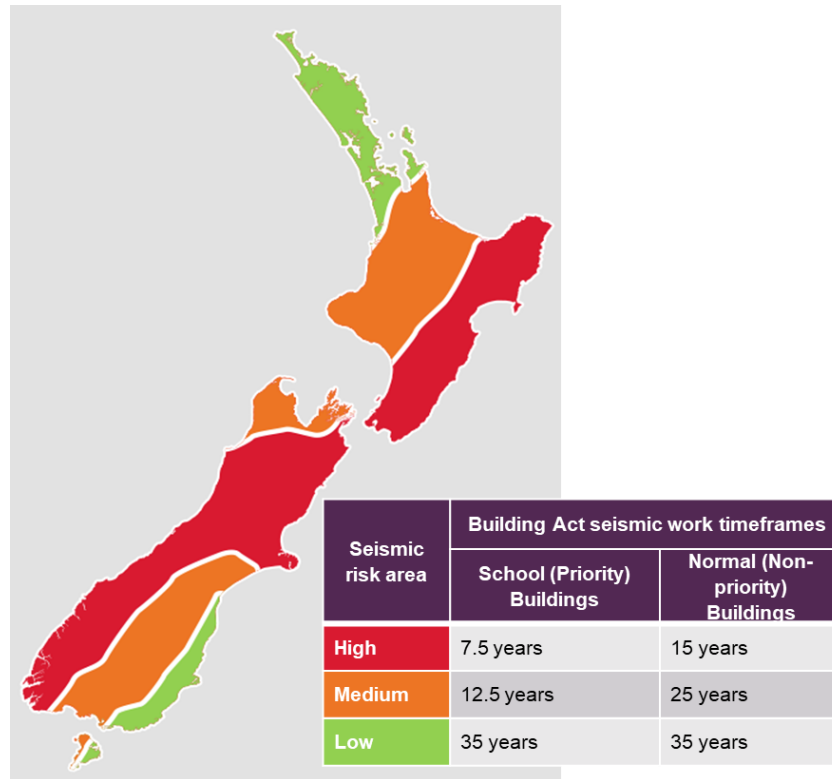 Seismic
risk area
Building Act seismic work timeframes
School (Priority)
Buildings
Normal (Non-
priority)
Buildings
High
7.5 years
15 years
Medium
12.5 years
25 years
Low
35 years
35 years